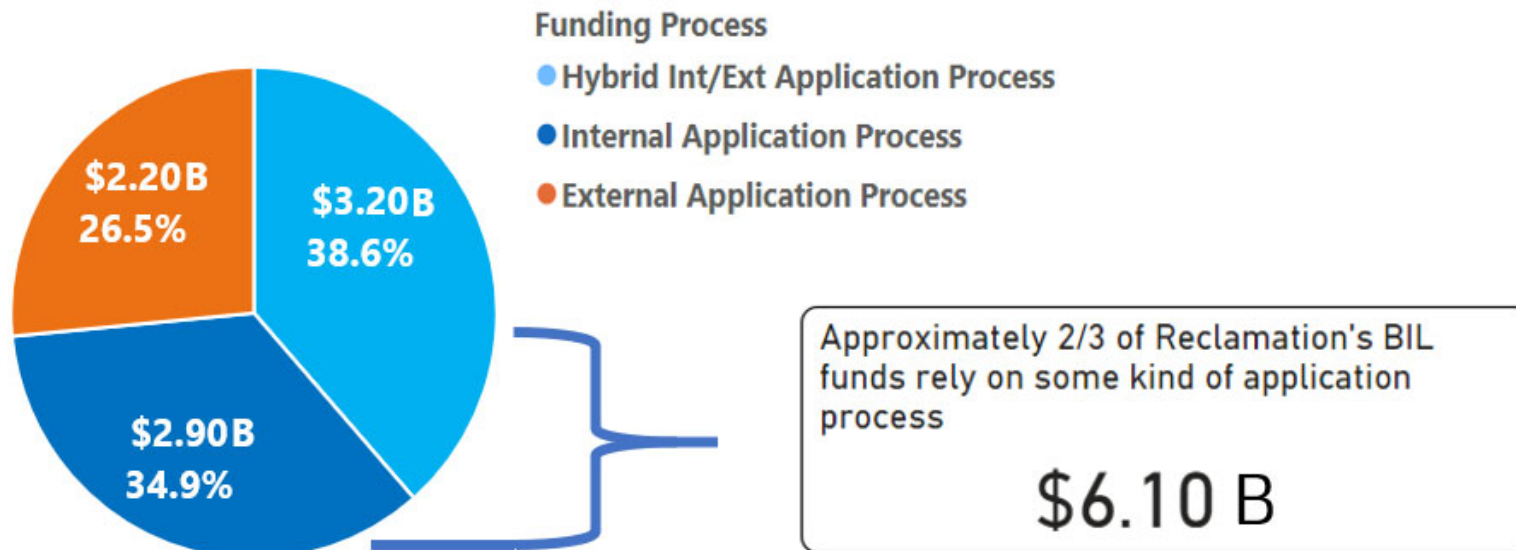 Funding Process
Hybrid Int/Ext Application Process
Internal Application Process
External Application Process
$2.20B
26.5%
$3.20B
38.6%
$2.90B
34.9%
Approximately 2/3 of Reclamation's BIL
funds rely on some kind of application
process
$6.10 B